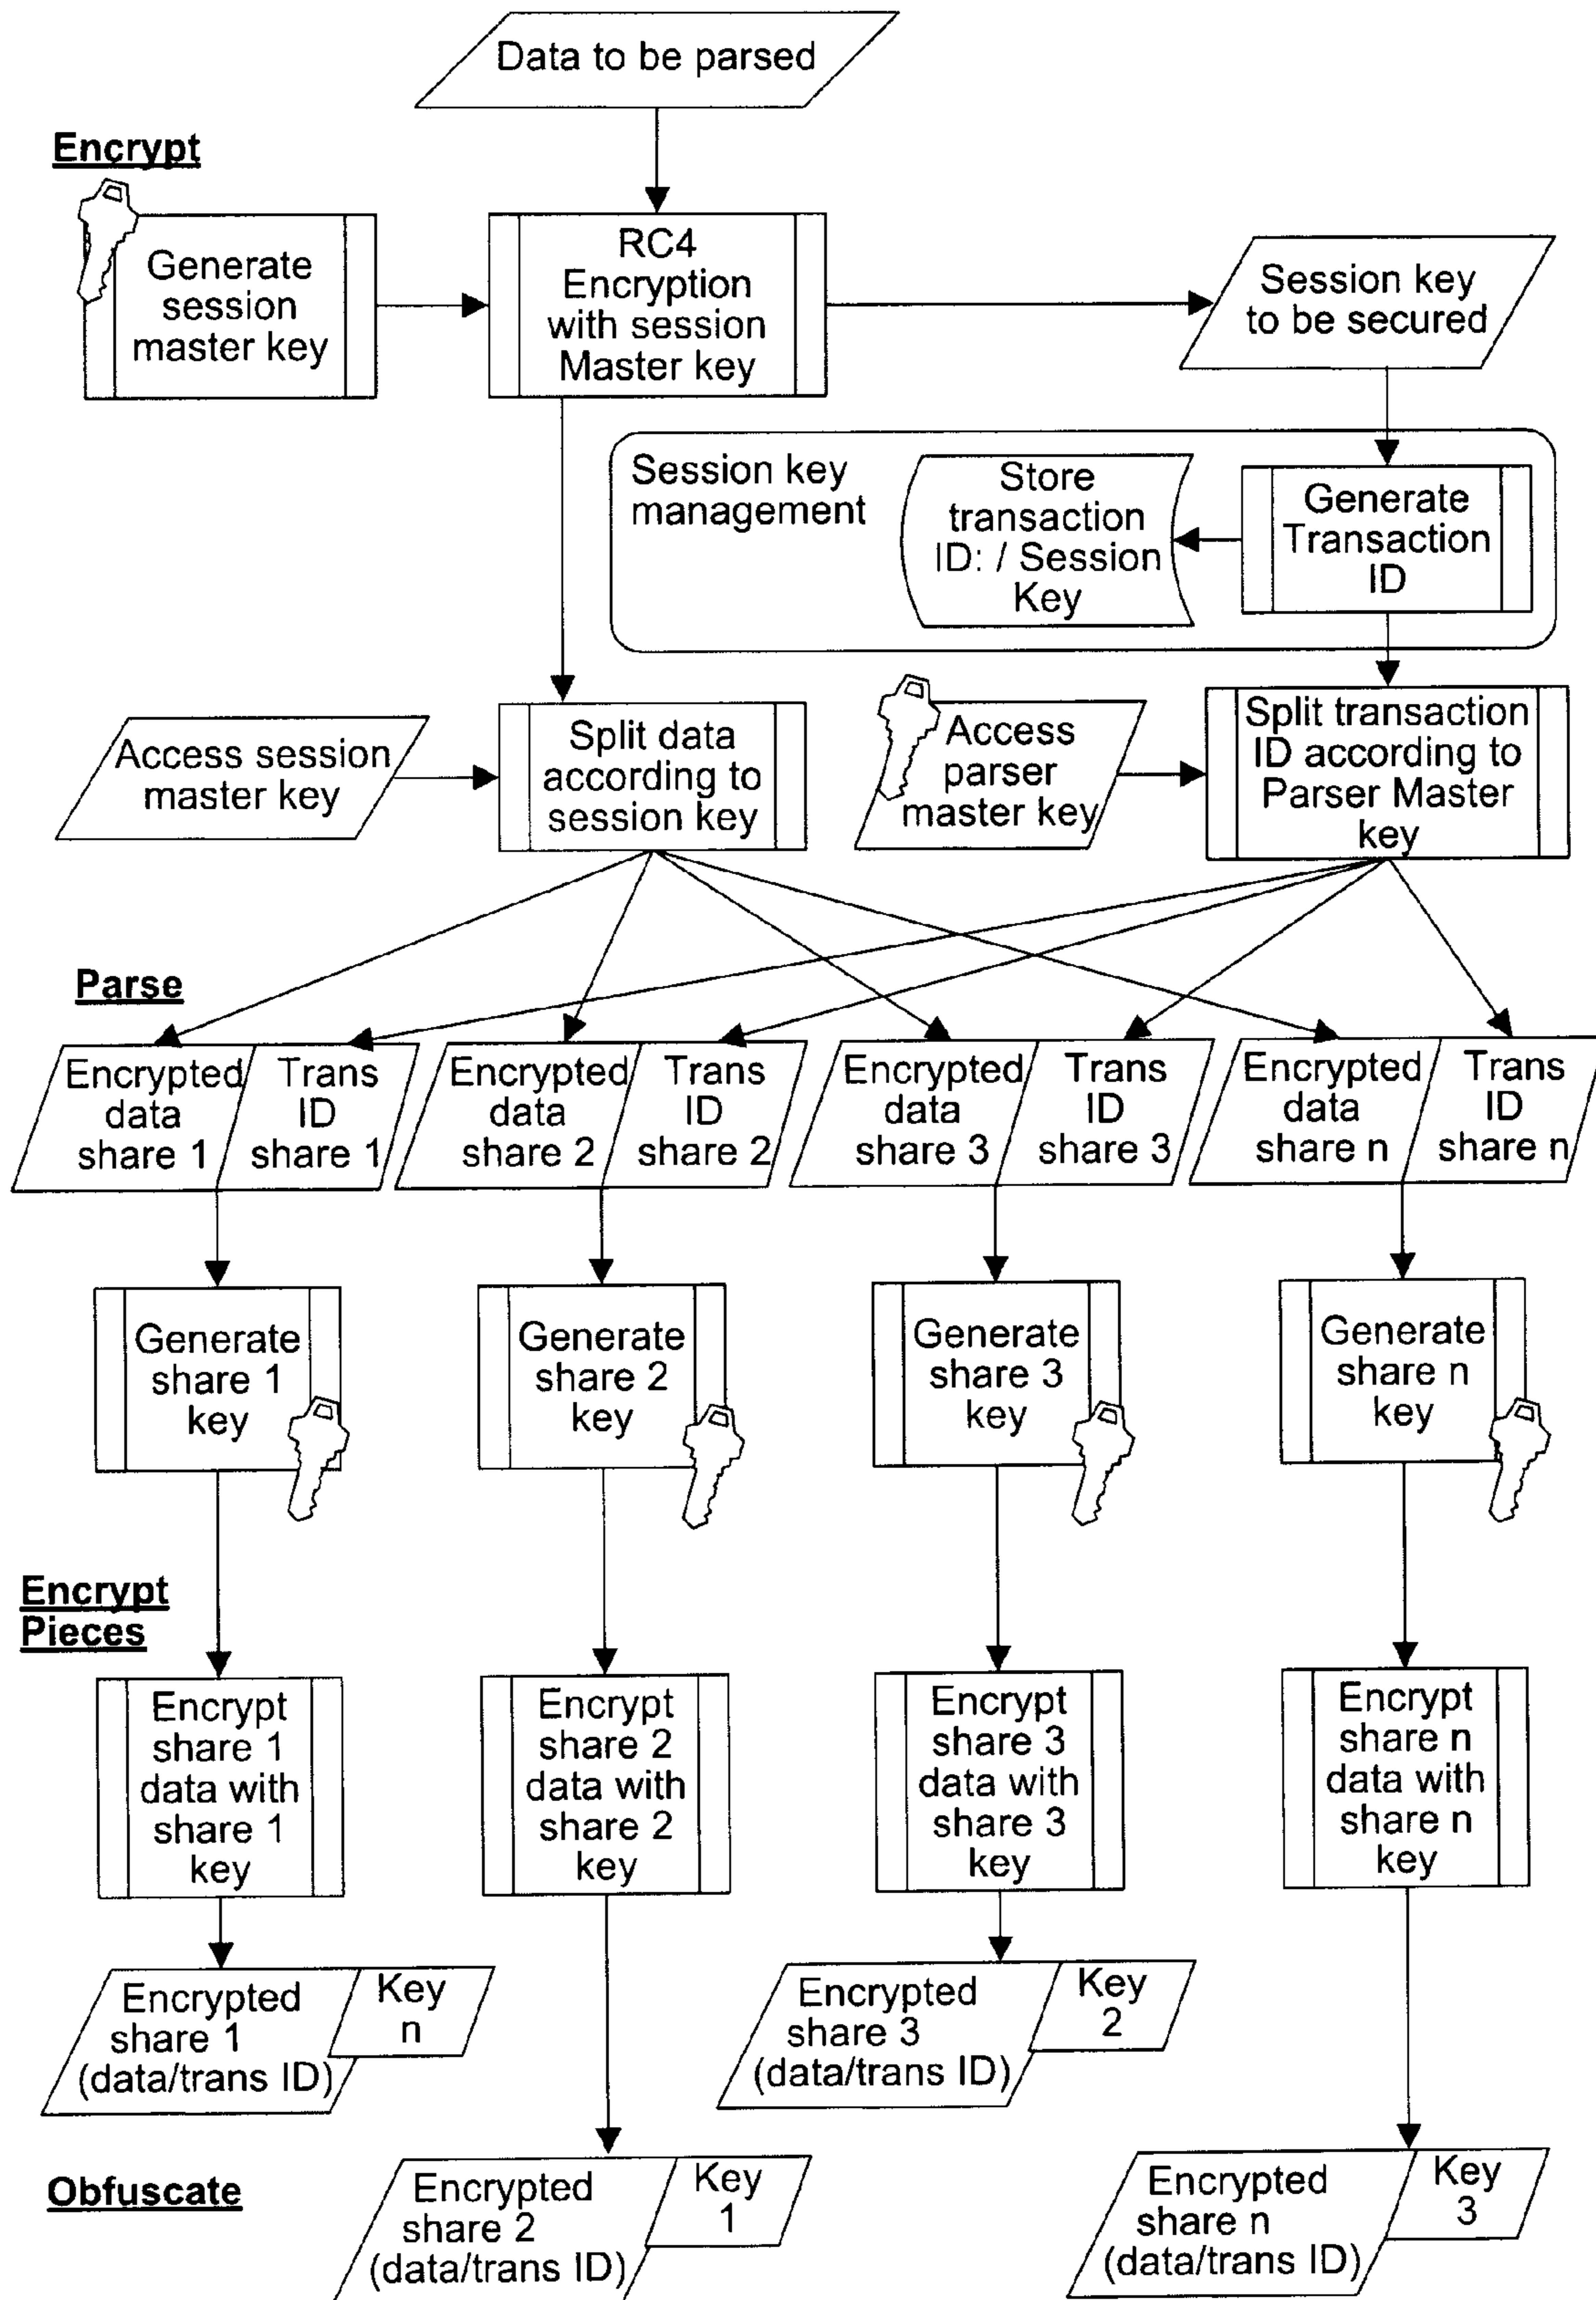 Data to be parsed
Encrypt
Generate
session
master key
RC4
Encryption
with session
Master key
Session key
to be secured
Session key
management
Store
transaction
ID: / Session
Key
Generate
Transaction
ID
Access session
master key
Split data
according to
session key
Access
parser
master key
Split transaction
ID according to
Parser Master
key
Parse
Encrypted
data
share 1
Trans
ID
share 1
Encrypted
data
share 2
Trans
ID
share 2
Encrypted
data
share 3
Trans
ID
share 3
Encrypted
data
share n
Trans
ID
share n
Generate
share 1
key
Generate
share 2
key
Generate
share 3
key
Generate
share n
key
Encrypt
Pieces
Encrypt
share 1
data with
share 1
key
Encrypt
share 2
data with
share 2
key
Encrypt
share 3
data with
share 3
key
Encrypt
share n
data with
share n
key
Encrypted
share 1
(data/trans ID)
Key
n
Encrypted
share 3
(data/trans ID)
Key
2
Obfuscate
Encrypted
share 2
(data/trans ID)
Key
1
Encrypted
share n
(data/trans ID)
Key
3